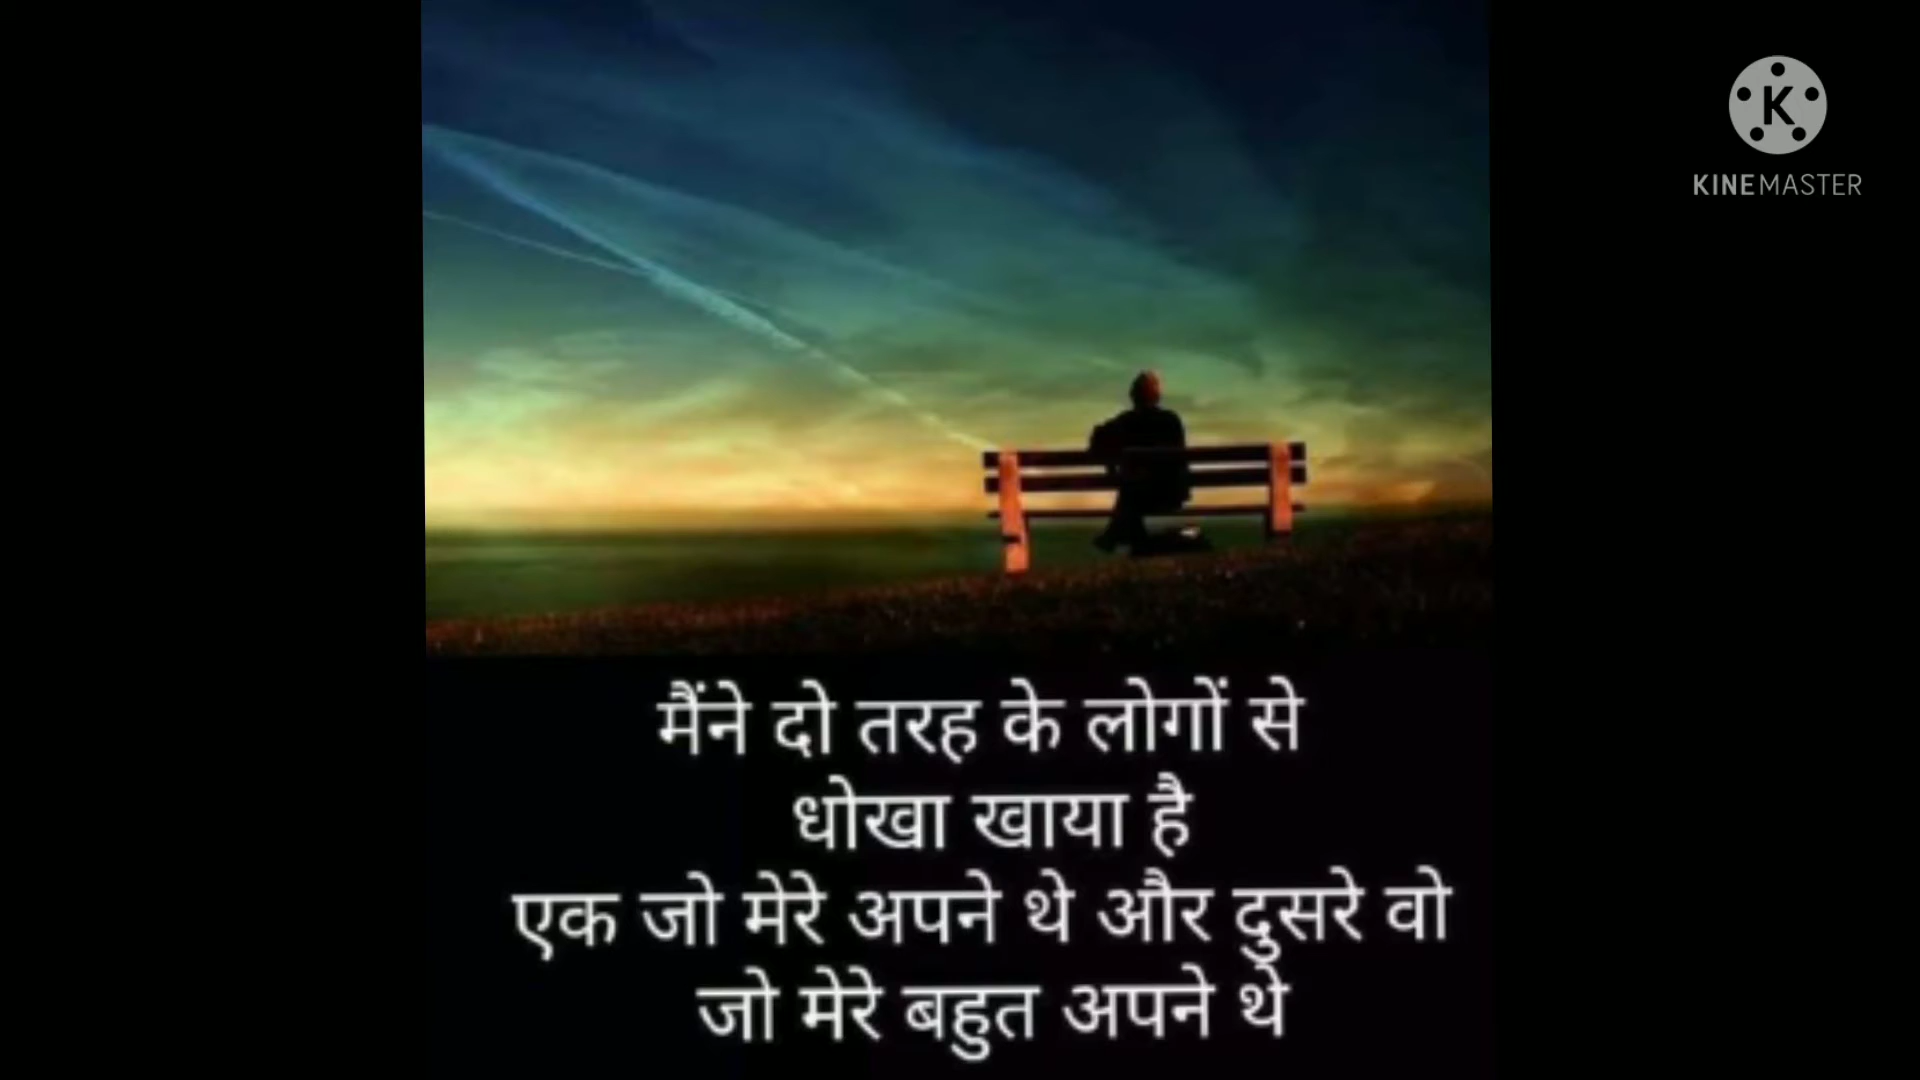 K
KINEMASTER
मैंने दो तरह के लोगों से
धोखा खाया है
एक जो मेरे अपने थे और दुसरे वो
जो मेरे बहुत अपने थे